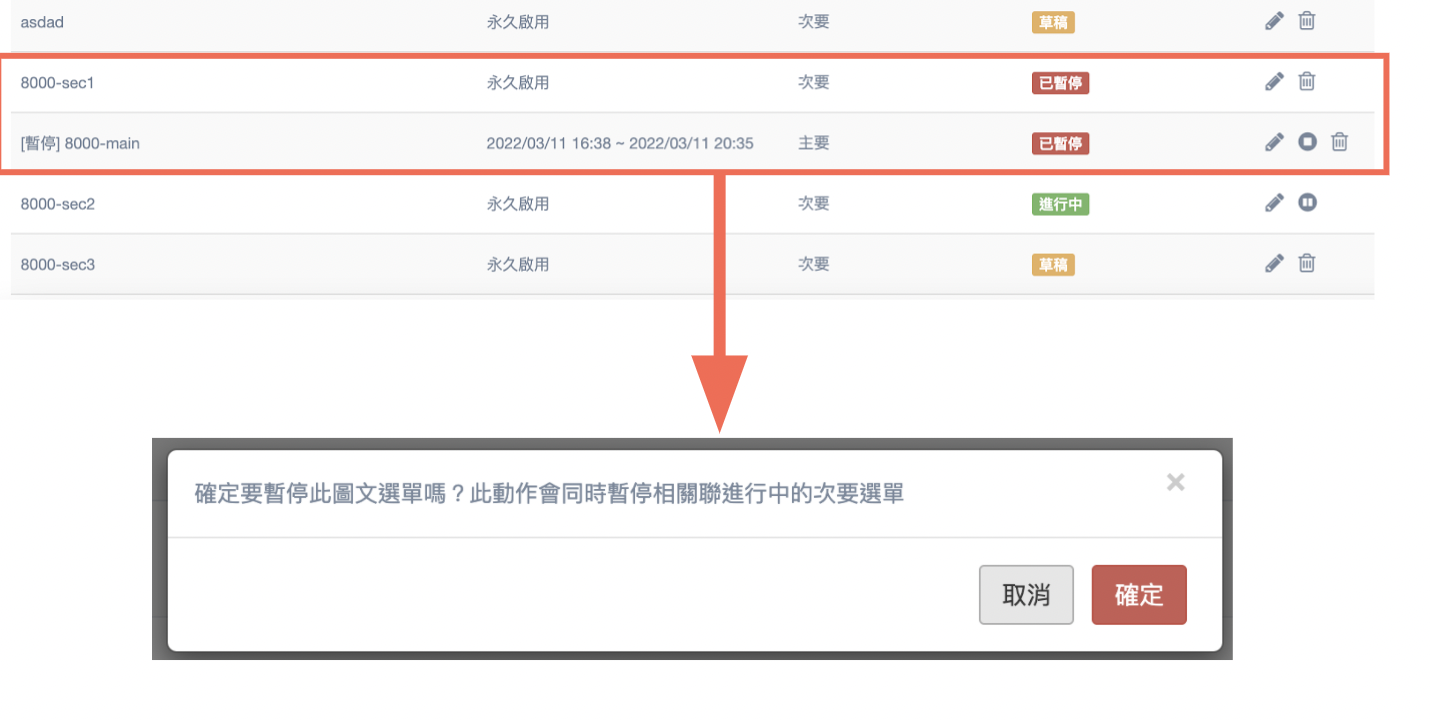 asdad 永久啟用 次要 草稿
8000-sec1 永久啟用 次要 已暫停
[暫停] 8000-main 2022/03/11 16:38 ~ 2022/03/11 20:35 主要 已暫停
8000-sec2 永久啟用 次要 進行中
8000-sec3 永久啟用 次要 草稿
確定要暫停此圖文選單嗎？此動作會同時暫停相關聯進行中的次要選單
取消 確定